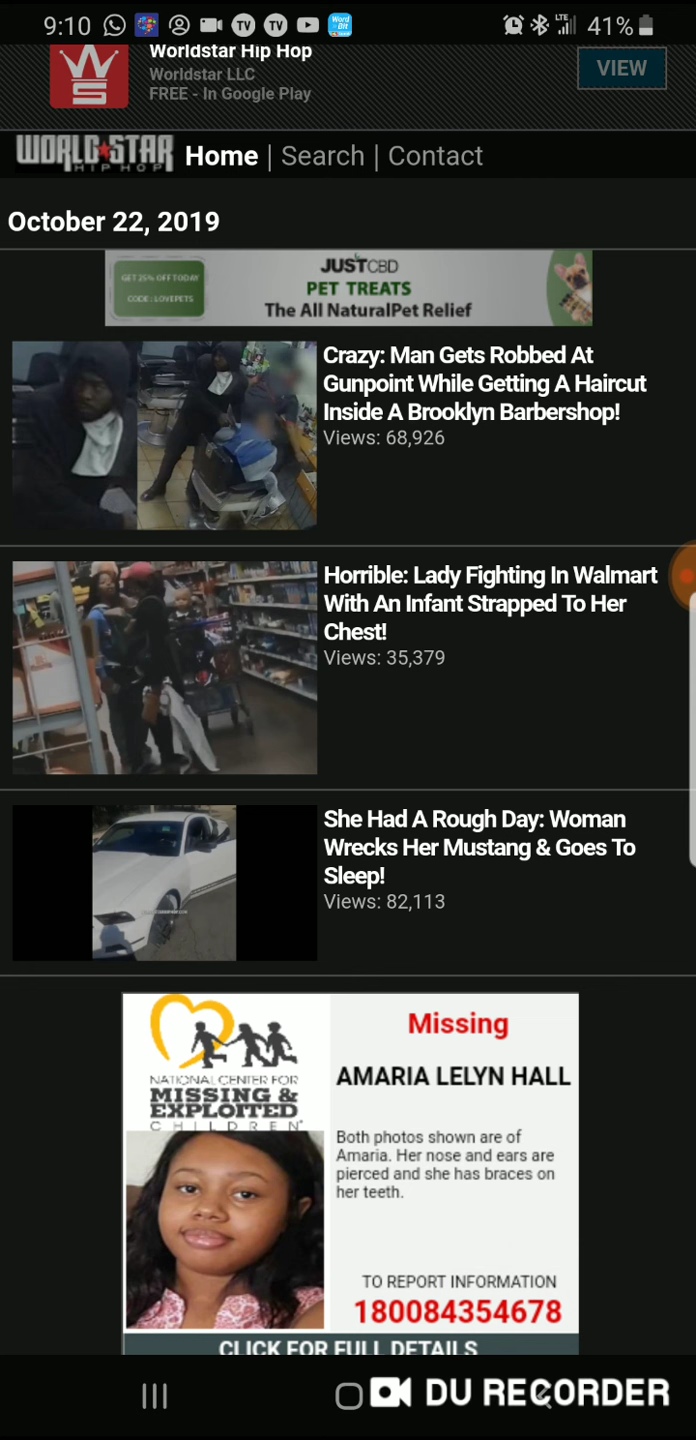 9:10
TV
TV
Word
Bit
LTE
41%
Worldstar Hip Hop
Worldstar LLC
FREE - In Google Play
VIEW
WORLD STAR
HIP HOP
Home | Search | Contact
October 22, 2019
GET 25% OFF TODAY
CODE: LOVEPETS
JUSTCBD
PET TREATS
The All NaturalPet Relief
Crazy: Man Gets Robbed At
Gunpoint While Getting A Haircut
Inside A Brooklyn Barbershop!
Views: 68,926
Horrible: Lady Fighting In Walmart
With An Infant Strapped To Her
Chest!
Views: 35,379
She Had A Rough Day: Woman
Wrecks Her Mustang & Goes To
Sleep!
Views: 82,113
NATIONAL CENTER FOR
MISSING &
EXPLOITED
CHILDREN
Missing
AMARIA LELYN HALL
Both photos shown are of
Amaria. Her nose and ears are
pierced and she has braces on
her teeth.
TO REPORT INFORMATION
180084354678
CLICK FOR FULL DETAILS
DU RECORDER